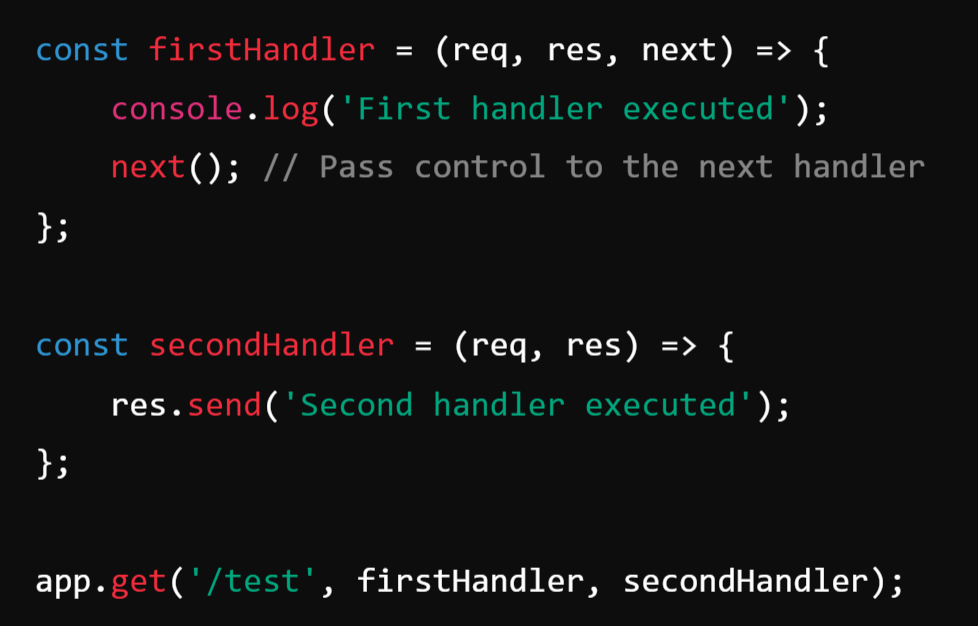 const firstHandler = (req, res, next) => {
    console.log('First handler executed');
    next(); // Pass control to the next handler
};
const secondHandler = (req, res) => {
    res.send('Second handler executed');
};
app.get('/test', firstHandler, secondHandler);